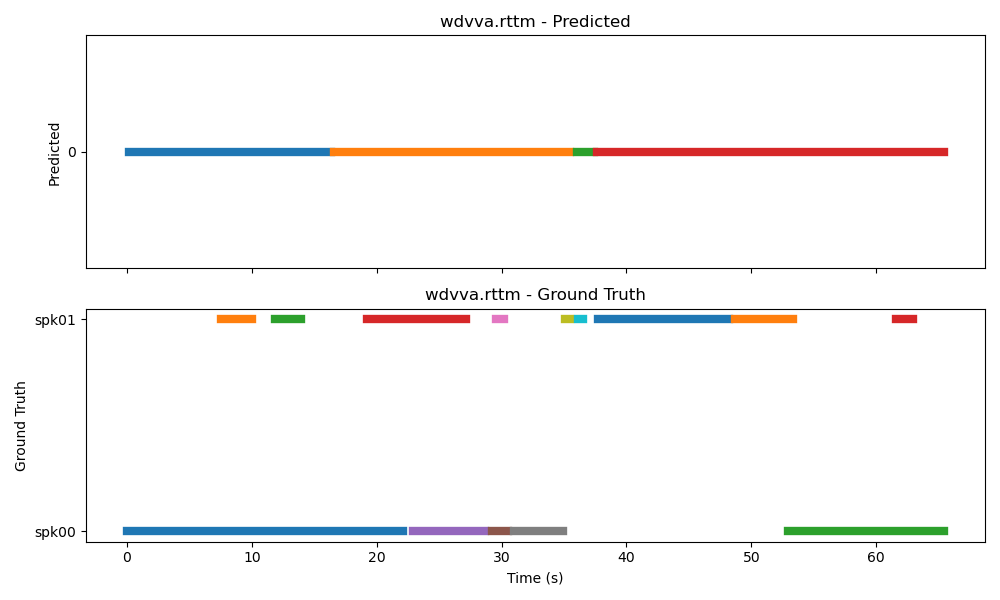 wdvva.rttm - Predicted
Predicted
0
wdvva.rttm - Ground Truth
Ground Truth
spk01
spk00
0 10 20 30 40 50 60
Time (s)